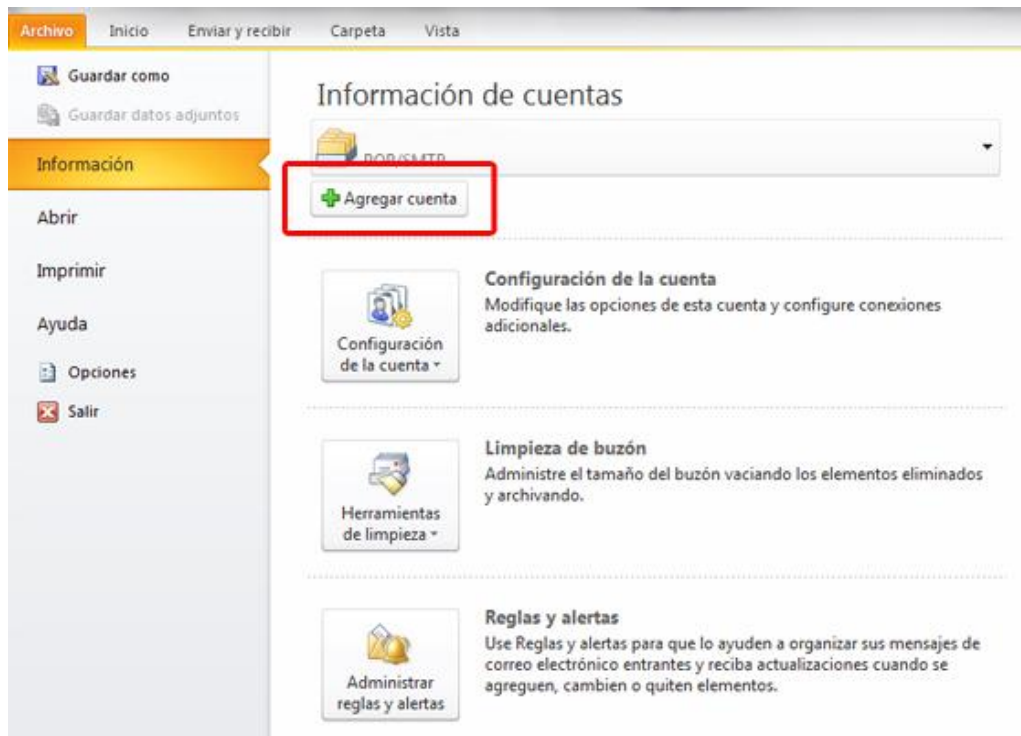 Archivo Inicio Enviar y recibir Carpeta Vista
Guardar como
Guardar datos adjuntos
Información
Abrir
Imprimir
Ayuda
Opciones
Salir
Información de cuentas
POP/SMTP
Agregar cuenta
Configuración
de la cuenta
Configuración de la cuenta
Modifique las opciones de esta cuenta y configure conexiones
adicionales.
Herramientas
de limpieza
Limpieza de buzón
Administre el tamaño del buzón vaciando los elementos eliminados
y archivando.
Administrar
reglas y alertas
Reglas y alertas
Use Reglas y alertas para que lo ayuden a organizar sus mensajes de
correo electrónico entrantes y reciba actualizaciones cuando se
agreguen, cambien o quiten elementos.